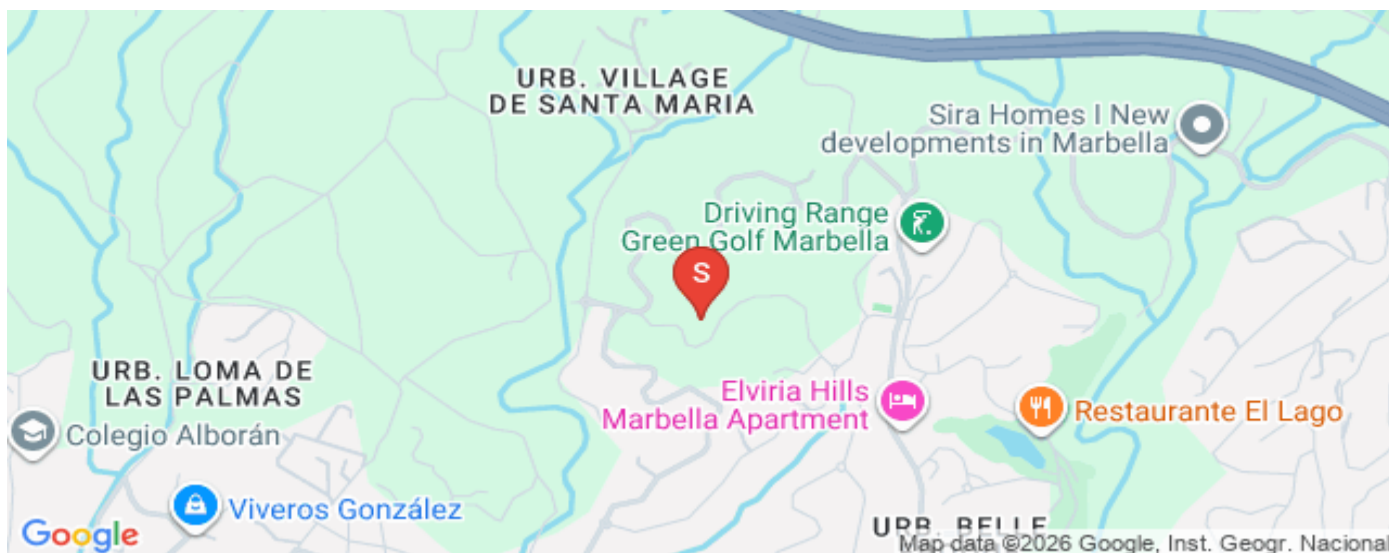 URB. VILLAGE
DE SANTA MARIA
Sira Homes I New
developments in Marbella
Driving Range
Green Golf Marbella
S
URB. LOMA DE
LAS PALMAS
Elviria Hills
Marbella Apartment
Restaurante El Lago
Colegio Alborán
Viveros González
URB. BELLE
Google
Map data ©2026 Google, Inst. Geogr. Nacional